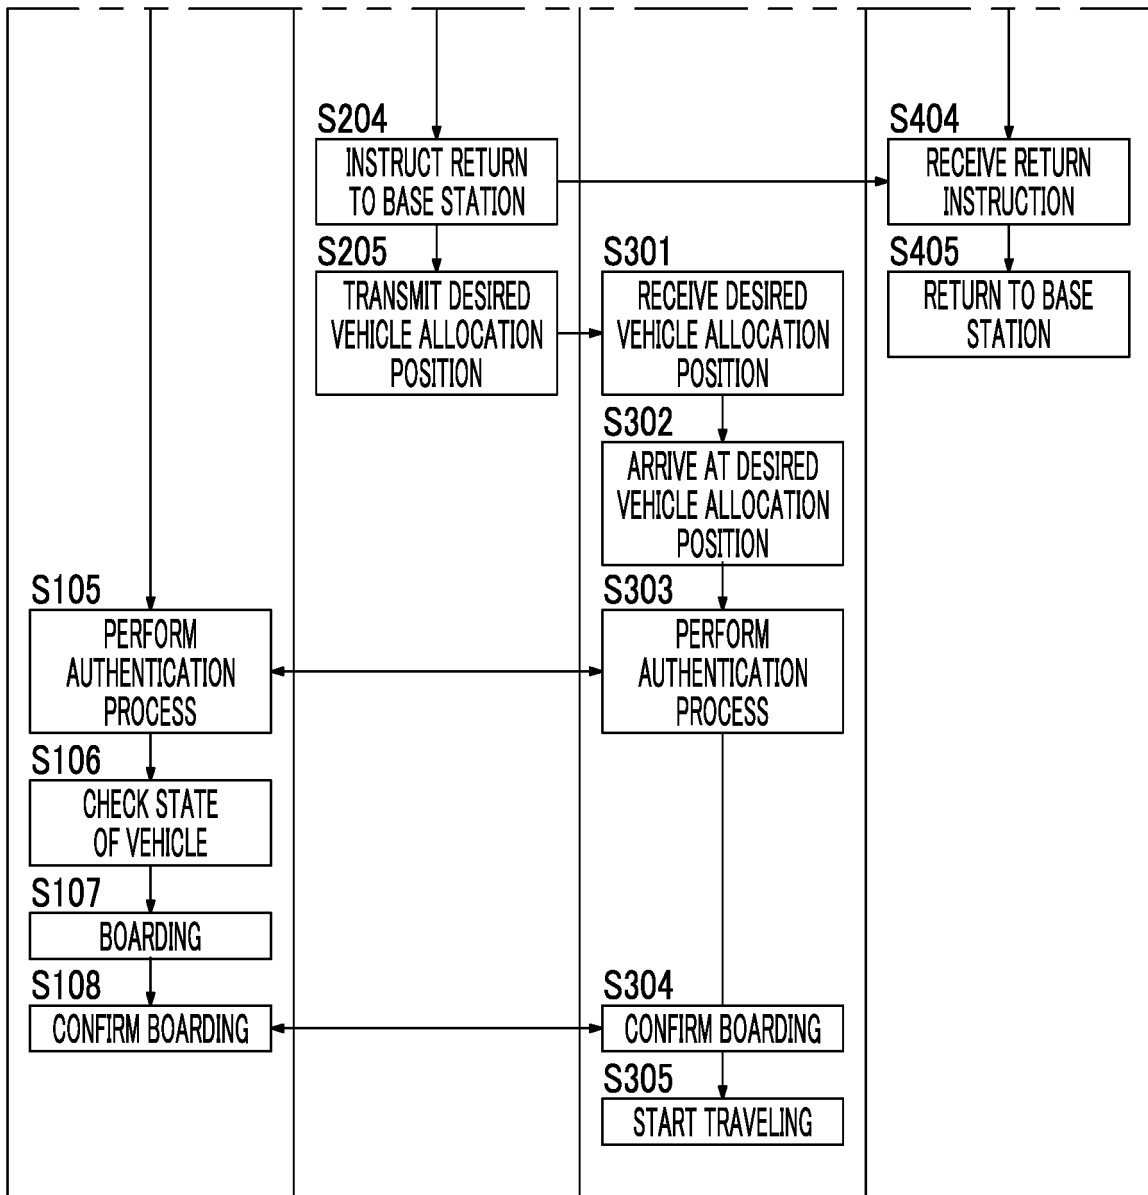 S204
INSTRUCT RETURN
TO BASE STATION
S404
RECEIVE RETURN
INSTRUCTION
S205
TRANSMIT DESIRED
VEHICLE ALLOCATION
POSITION
S301
RECEIVE DESIRED
VEHICLE ALLOCATION
POSITION
S405
RETURN TO BASE
STATION
S302
ARRIVE AT DESIRED
VEHICLE ALLOCATION
POSITION
S105
PERFORM
AUTHENTICATION
PROCESS
S303
PERFORM
AUTHENTICATION
PROCESS
S106
CHECK STATE
OF VEHICLE
S107
BOARDING
S108
CONFIRM BOARDING
S304
CONFIRM BOARDING
S305
START TRAVELING